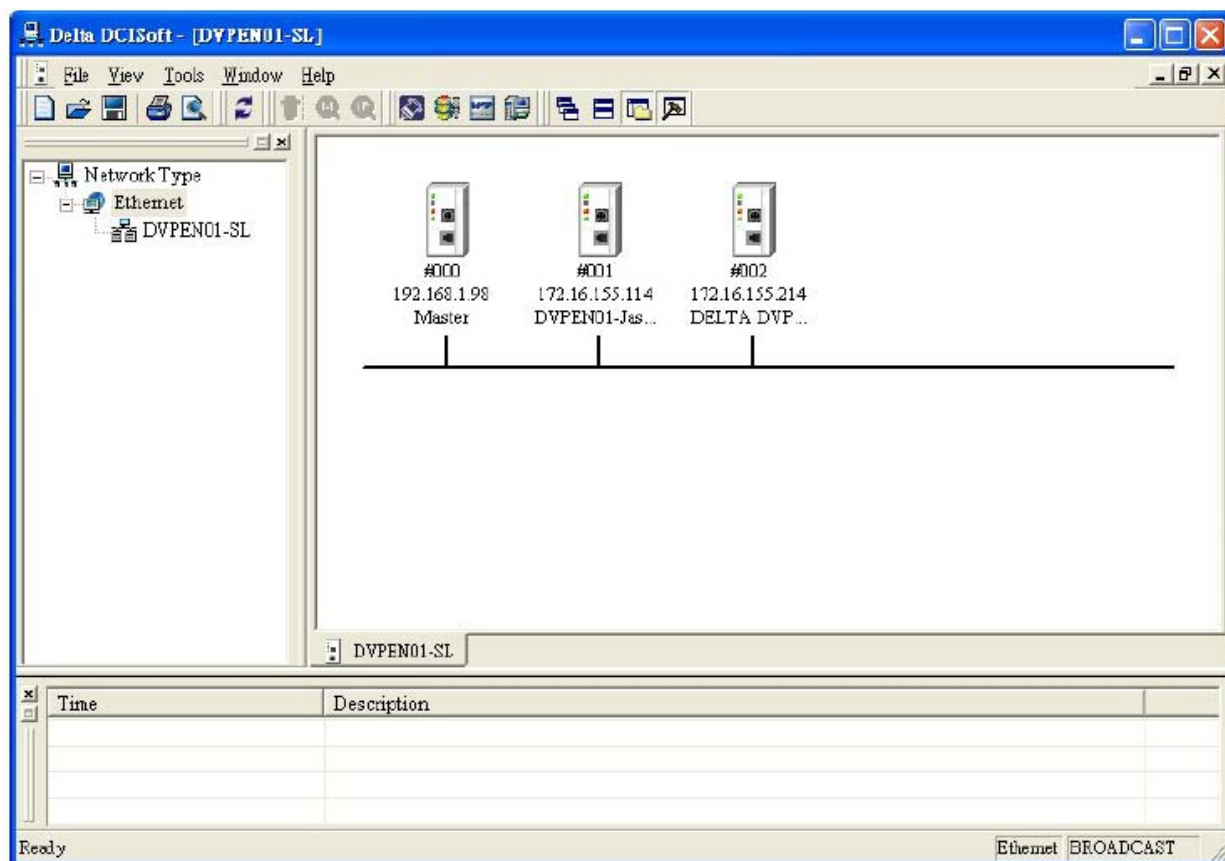 Delta DCISoft - [DVPEN01-SL]
File View Tools Window Help
Network Type
Ethernet
DVPEN01-SL
#000
192.168.1.98
Master
#001
172.16.155.114
DVPEN01-Jas...
#002
172.16.155.214
DELTA DVP...
DVPEN01-SL
Time Description
Ready Ethernet BROADCAST